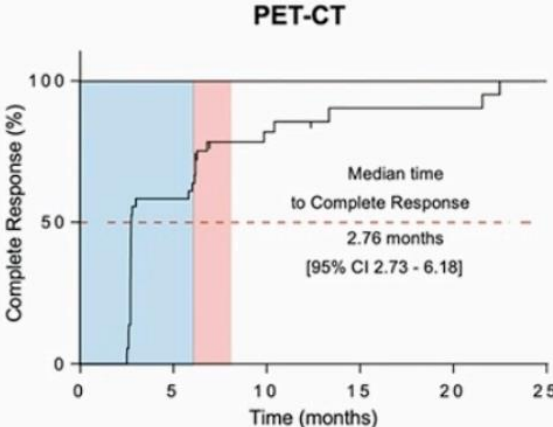 PET-CT
Complete Response (%)
100
50
0
Median time
to Complete Response
2.76 months
[95% CI 2.73 - 6.18]
0 5 10 15 20 25
Time (months)